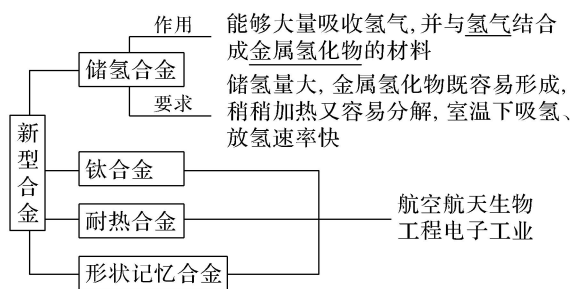 作用
能够大量吸收氢气,并与氢气结合
成金属氢化物的材料
储氢合金
要求
储氢量大,金属氢化物既容易形成,
稍稍加热又容易分解,室温下吸氢、
放氢速率快
新型合金
钛合金
耐热合金
形状记忆合金
航空航天生物
工程电子工业